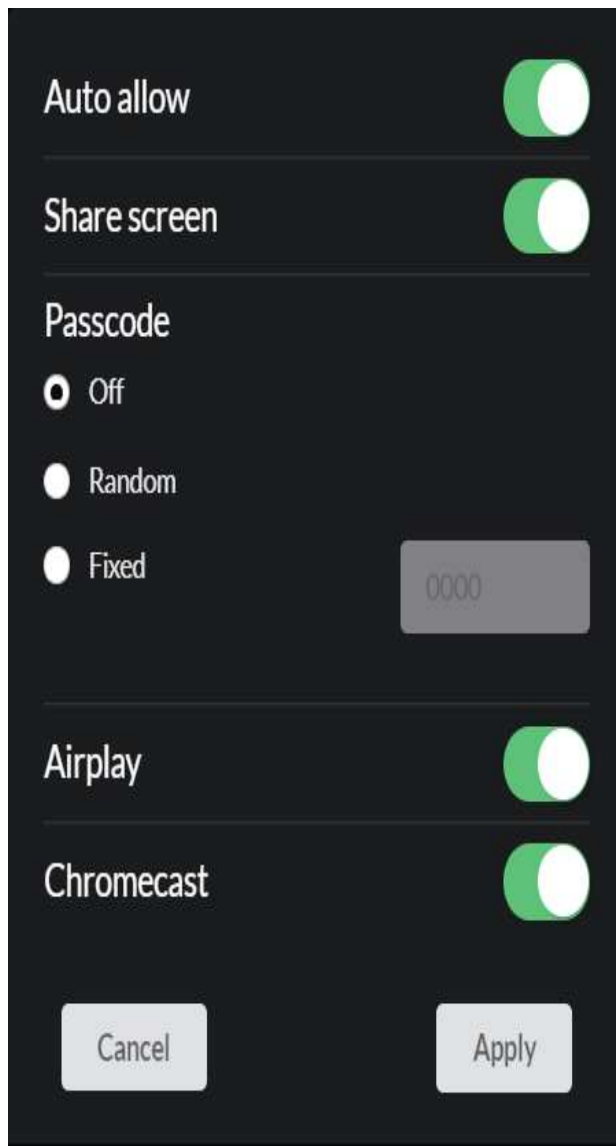 Auto allow
Share screen
Passcode
Off
Random
Fixed
0000
Airplay
Chromecast
Cancel
Apply